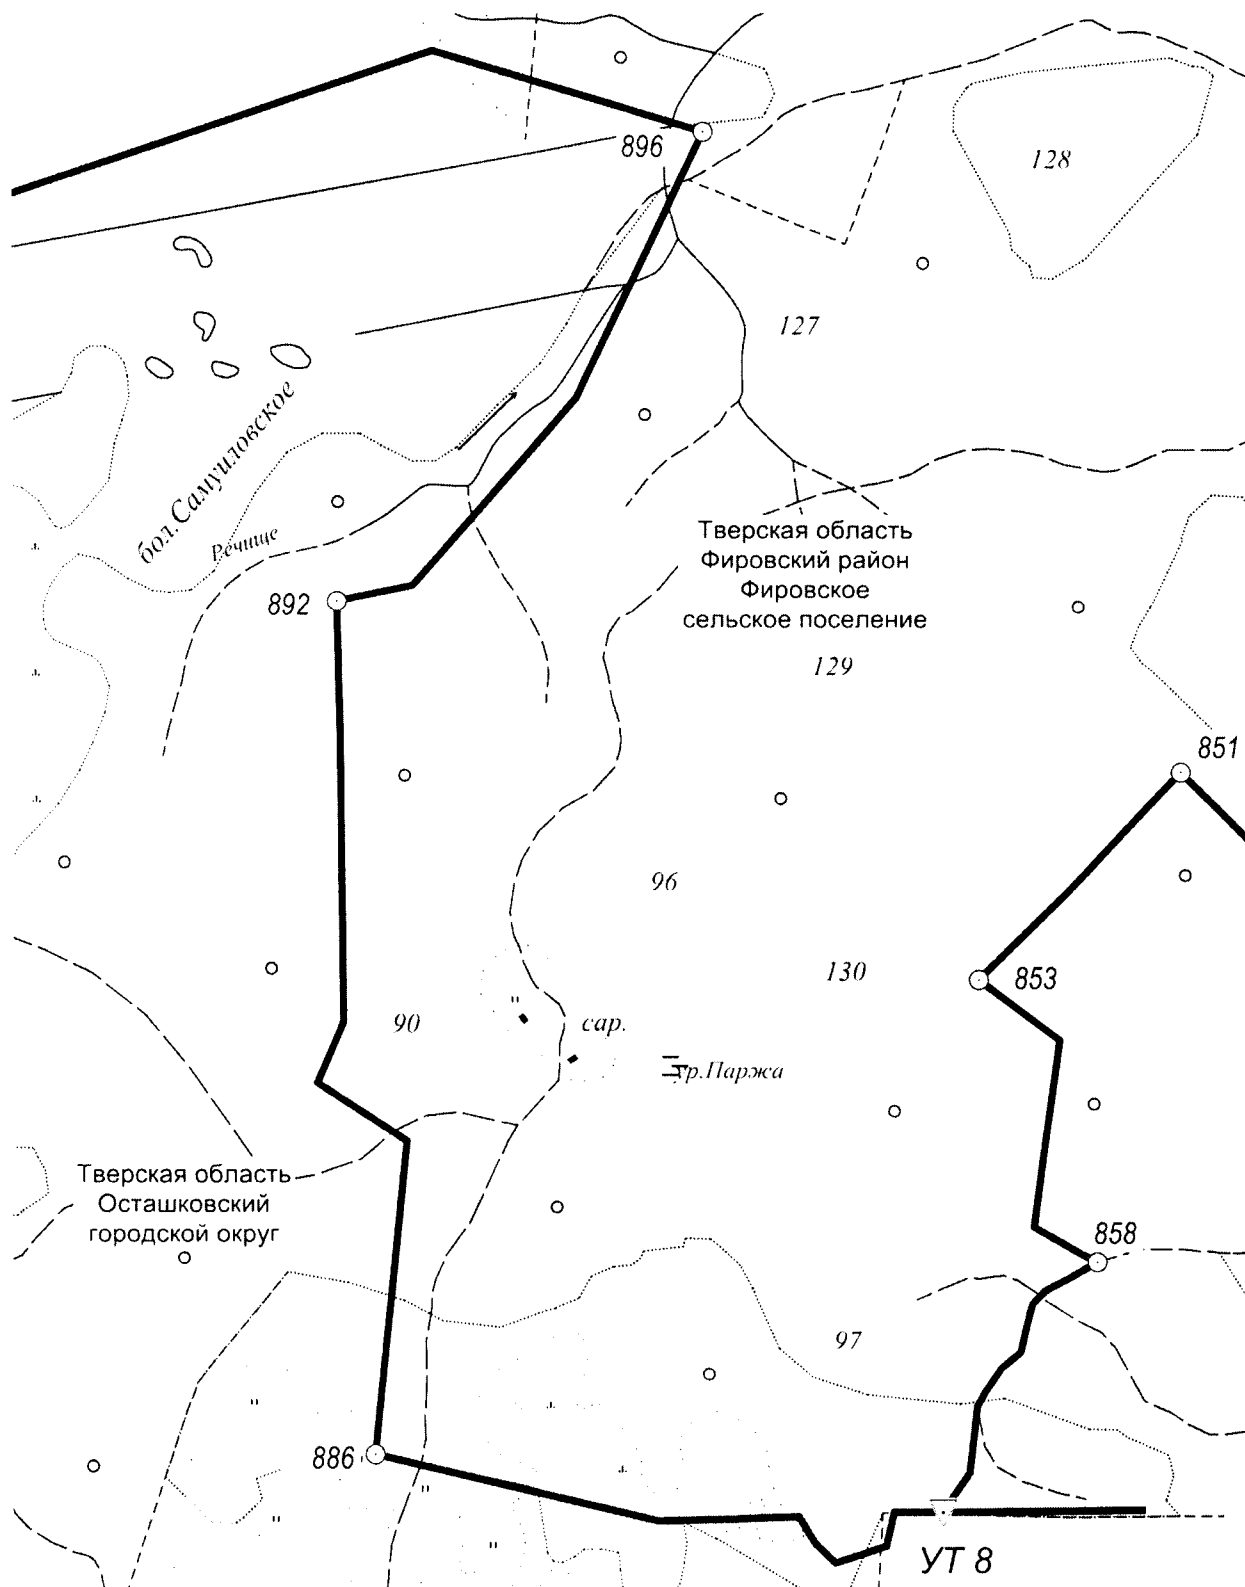 896
128
127
бол.Самуиловское
Речище
Тверская область
Фировский район
Фировское
сельское поселение
892
129
851
96
130
853
90
сар.
ур.Паржа
Тверская область
Осташковский
городской округ
858
97
886
УТ 8